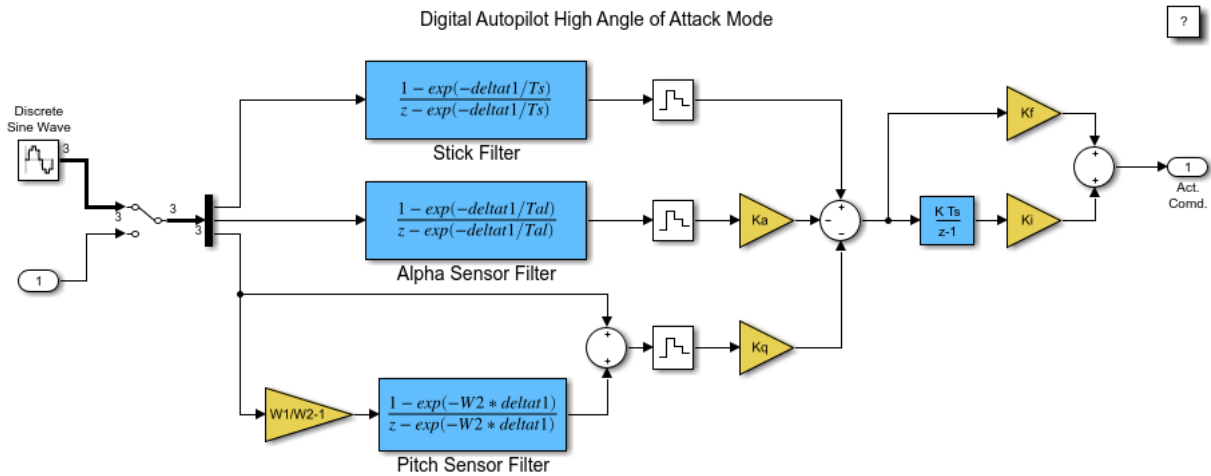 Digital Autopilot High Angle of Attack Mode
?
Discrete
Sine Wave
3
3
3
3
1
1 − exp(−deltat1/Ts)
z − exp(−deltat1/Ts)
Stick Filter
1 − exp(−deltat1/Tal)
z − exp(−deltat1/Tal)
Alpha Sensor Filter
W1/W2-1
1 − exp(−W2 * deltat1)
z − exp(−W2 * deltat1)
Pitch Sensor Filter
+
+
Ka
Kq
+
−
−
K Ts
z-1
Kf
Ki
+
+
1
Act.
Comd.